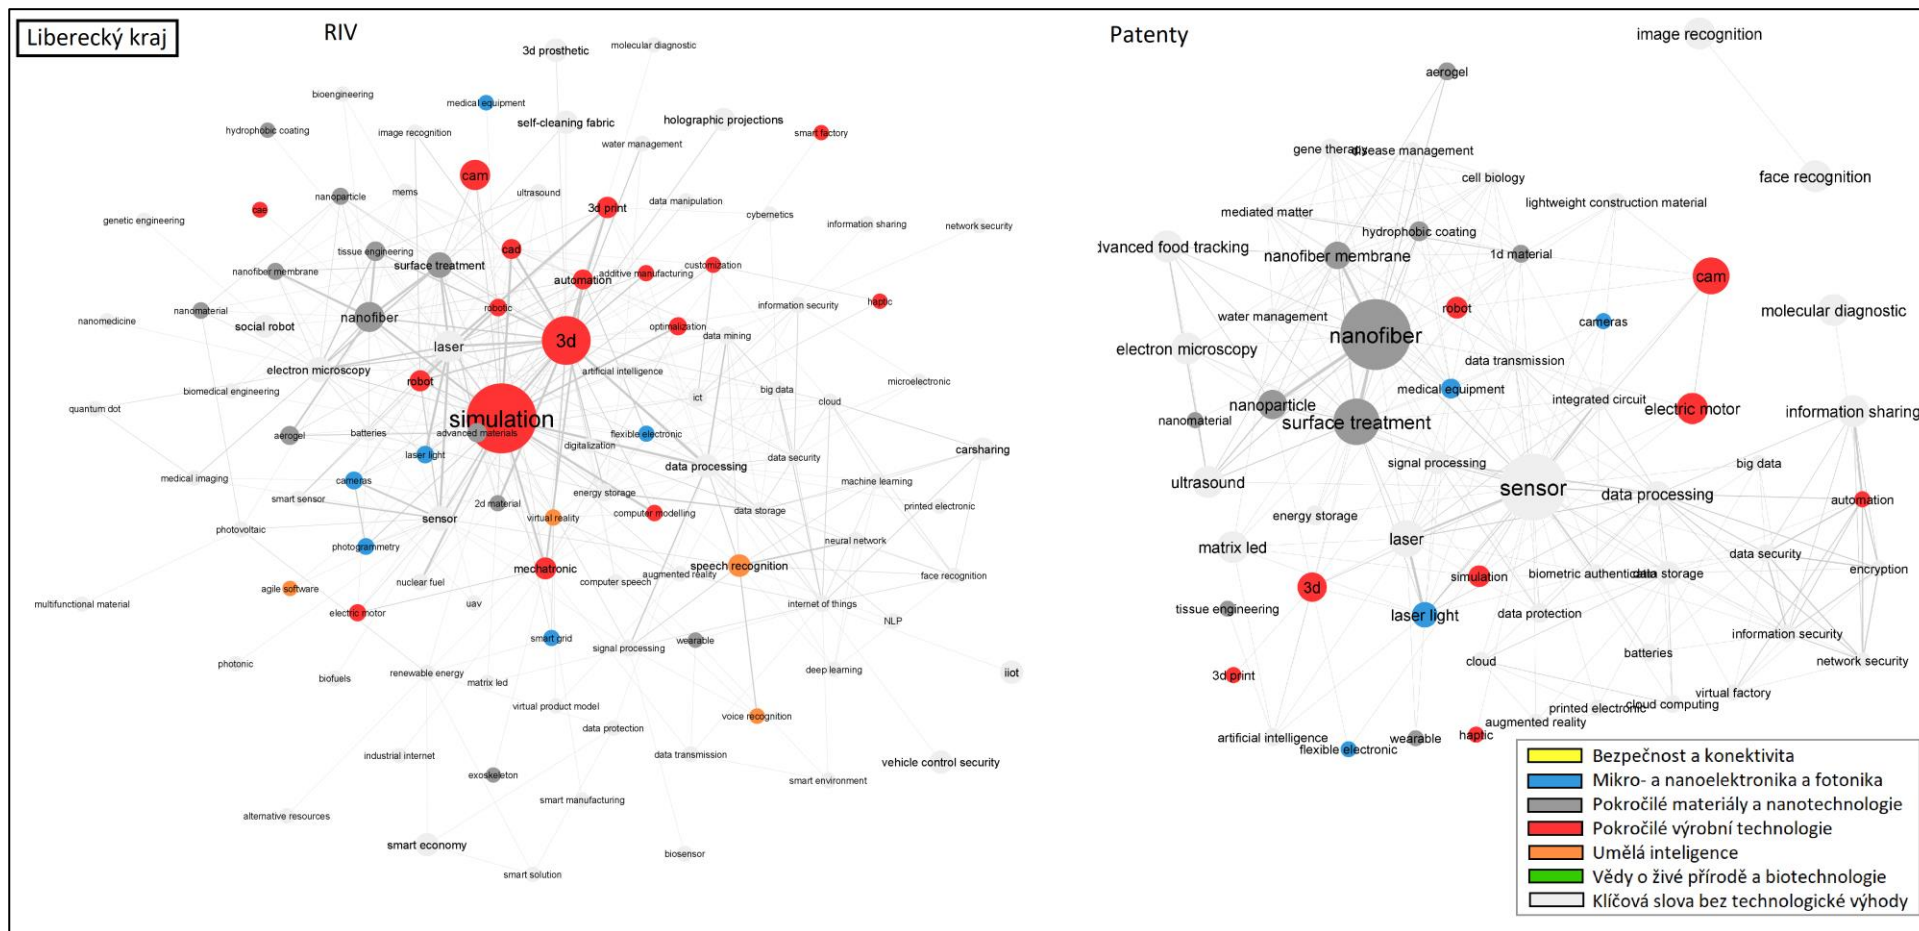 Liberecký kraj
RIV
3d prosthetic
molecular diagnostic
bioengineering
medical equipment
hydrophobic coating
image recognition
self-cleaning fabric
holographic projections
smart factory
water management
cam
nanoparticle
mems
ultrasound
data manipulation
3d print
cae
genetic engineering
cybernetics
information sharing
network security
tissue engineering
cad
surface treatment
nanofiber membrane
automation
additive manufacturing
customization
nanomaterial
robotic
information security
haptic
nanomedicine
social robot
nanofiber
optimalization
data mining
laser
3d
electron microscopy
artificial intelligence
robot
biomedical engineering
big data
microelectronic
ict
cloud
quantum dot
simulation
aerogel
batteries
advanced materials
flexible electronic
digitalization
laser light
data security
carsharing
data processing
medical imaging
cameras
machine learning
smart sensor
energy storage
2d material
printed electronic
sensor
virtual reality
computer modelling
data storage
photovoltaic
photogrammetry
neural network
mechatronic
speech recognition
augmented reality
face recognition
nuclear fuel
computer speech
agile software
multifunctional material
uav
internet of things
electric motor
NLP
smart grid
signal processing
wearable
photonic
biofuels
renewable energy
deep learning
iiot
matrix led
virtual product model
voice recognition
data protection
industrial internet
data transmission
vehicle control security
exoskeleton
smart environment
smart manufacturing
alternative resources
smart economy
biosensor
smart solution
Patenty
image recognition
aerogel
gene therapy
disease management
cell biology
face recognition
lightweight construction material
mediated matter
hydrophobic coating
dvanced food tracking
nanofiber membrane
1d material
cam
robot
molecular diagnostic
water management
cameras
nanofiber
electron microscopy
data transmission
medical equipment
integrated circuit
nanoparticle
electric motor
information sharing
nanomaterial
surface treatment
signal processing
big data
ultrasound
sensor
data processing
automation
energy storage
laser
matrix led
data security
simulation
biometric authentication
data storage
encryption
3d
tissue engineering
laser light
data protection
information security
batteries
cloud
network security
3d print
virtual factory
cloud computing
printed electronic
augmented reality
artificial intelligence
wearable
haptic
flexible electronic
Bezpečnost a konektivita
Mikro- a nanoelektronika a fotonika
Pokročilé materiály a nanotechnologie
Pokročilé výrobní technologie
Umělá inteligence
Vědy o živé přírodě a biotechnologie
Klíčová slova bez technologické výhody